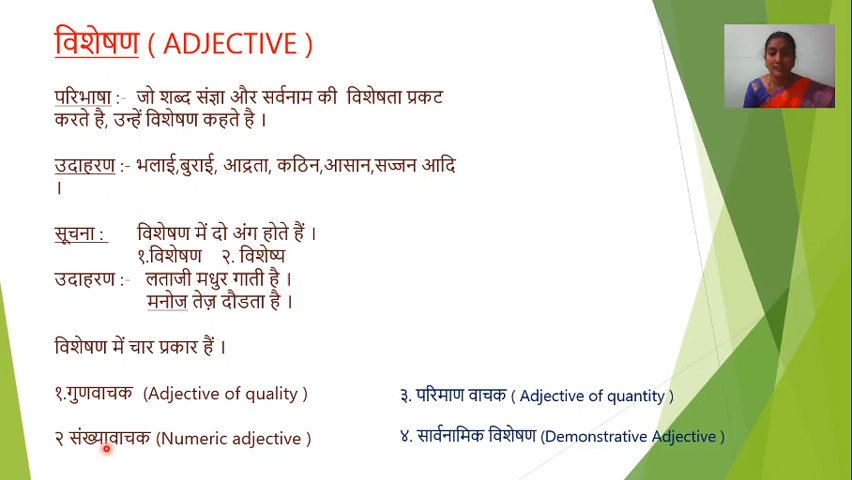 विशेषण ( ADJECTIVE )
परिभाषा :- जो शब्द संज्ञा और सर्वनाम की विशेषता प्रकट
करते है, उन्हें विशेषण कहते है ।
उदाहरण :- भलाई,बुराई, आद्रता, कठिन,आसान,सज्जन आदि
।
सूचना : विशेषण में दो अंग होते हैं ।
१.विशेषण २. विशेष्य
उदाहरण :- लताजी मधुर गाती है ।
मनोज तेज़ दौडता है ।
विशेषण में चार प्रकार हैं ।
१.गुणवाचक (Adjective of quality )
२ संख्यावाचक (Numeric adjective )
३. परिमाण वाचक ( Adjective of quantity )
४. सार्वनामिक विशेषण (Demonstrative Adjective )